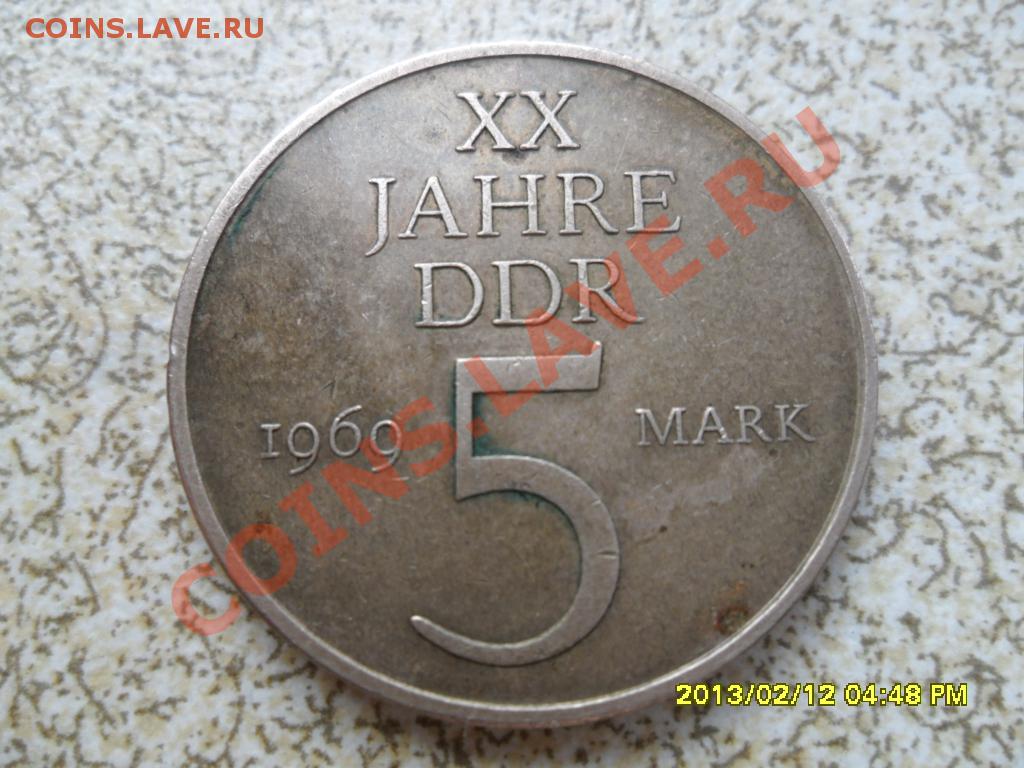 COINS.LAVE.RU
XX
JAHRE
DDR
1969 5 MARK
COINS.LAVE.RU
2013/02/12 04:48 PM